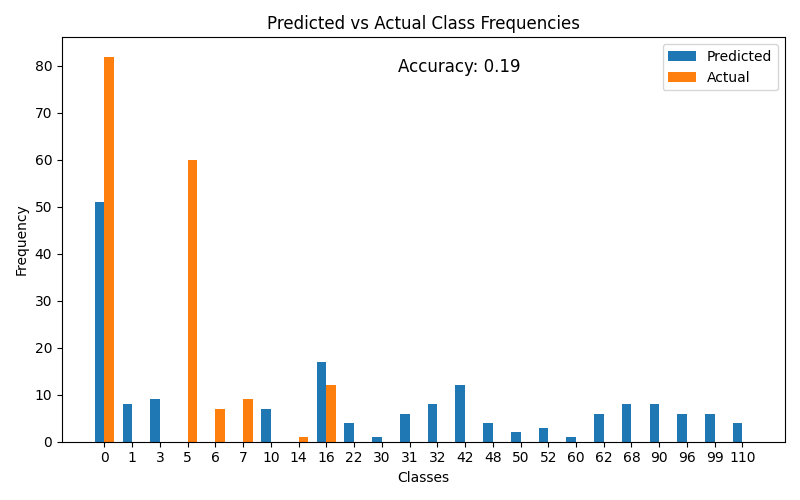 Predicted vs Actual Class Frequencies
Accuracy: 0.19
Predicted
Actual
Frequency
80
70
60
50
40
30
20
10
0
0 1 3 5 6 7 10 14 16 22 30 31 32 42 48 50 52 60 62 68 90 96 99 110
Classes